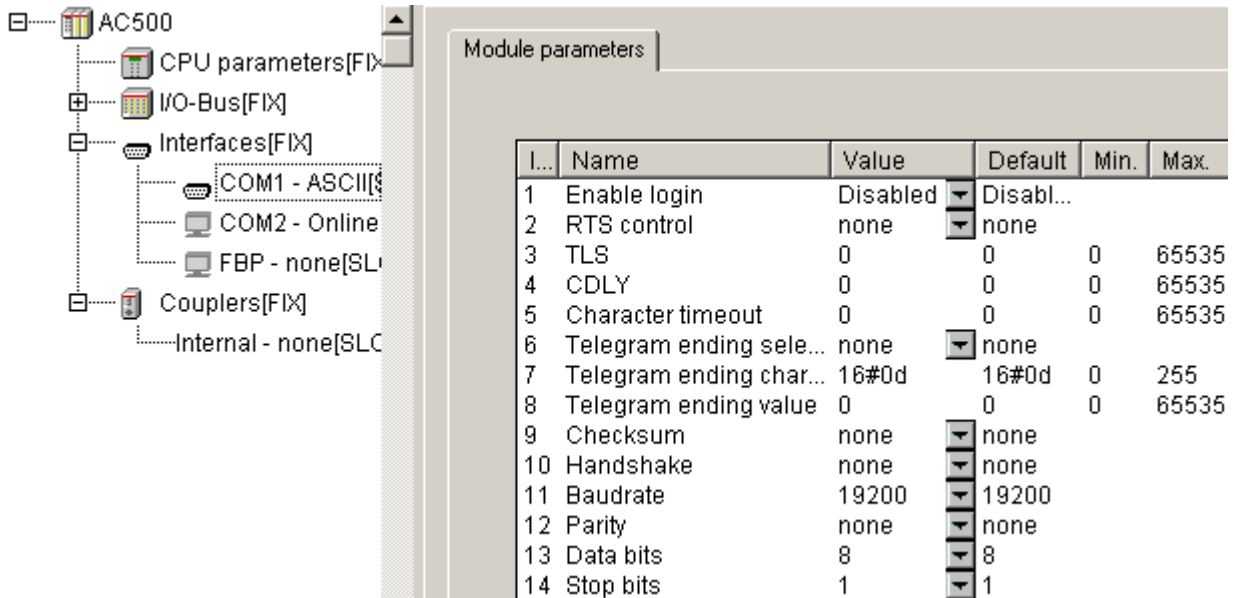 AC500
CPU parameters[FIX
I/O-Bus[FIX]
Interfaces[FIX]
COM1 - ASCII[S
COM2 - Online
FBP - none[SLO
Couplers[FIX]
Internal - none[SLO
Module parameters
I... Name Value Default Min. Max.
1 Enable login Disabled Disabl...
2 RTS control none none
3 TLS 0 0 0 65535
4 CDLY 0 0 0 65535
5 Character timeout 0 0 0 65535
6 Telegram ending sele... none none
7 Telegram ending char... 16#0d 16#0d 0 255
8 Telegram ending value 0 0 0 65535
9 Checksum none none
10 Handshake none none
11 Baudrate 19200 19200
12 Parity none none
13 Data bits 8 8
14 Stop bits 1 1